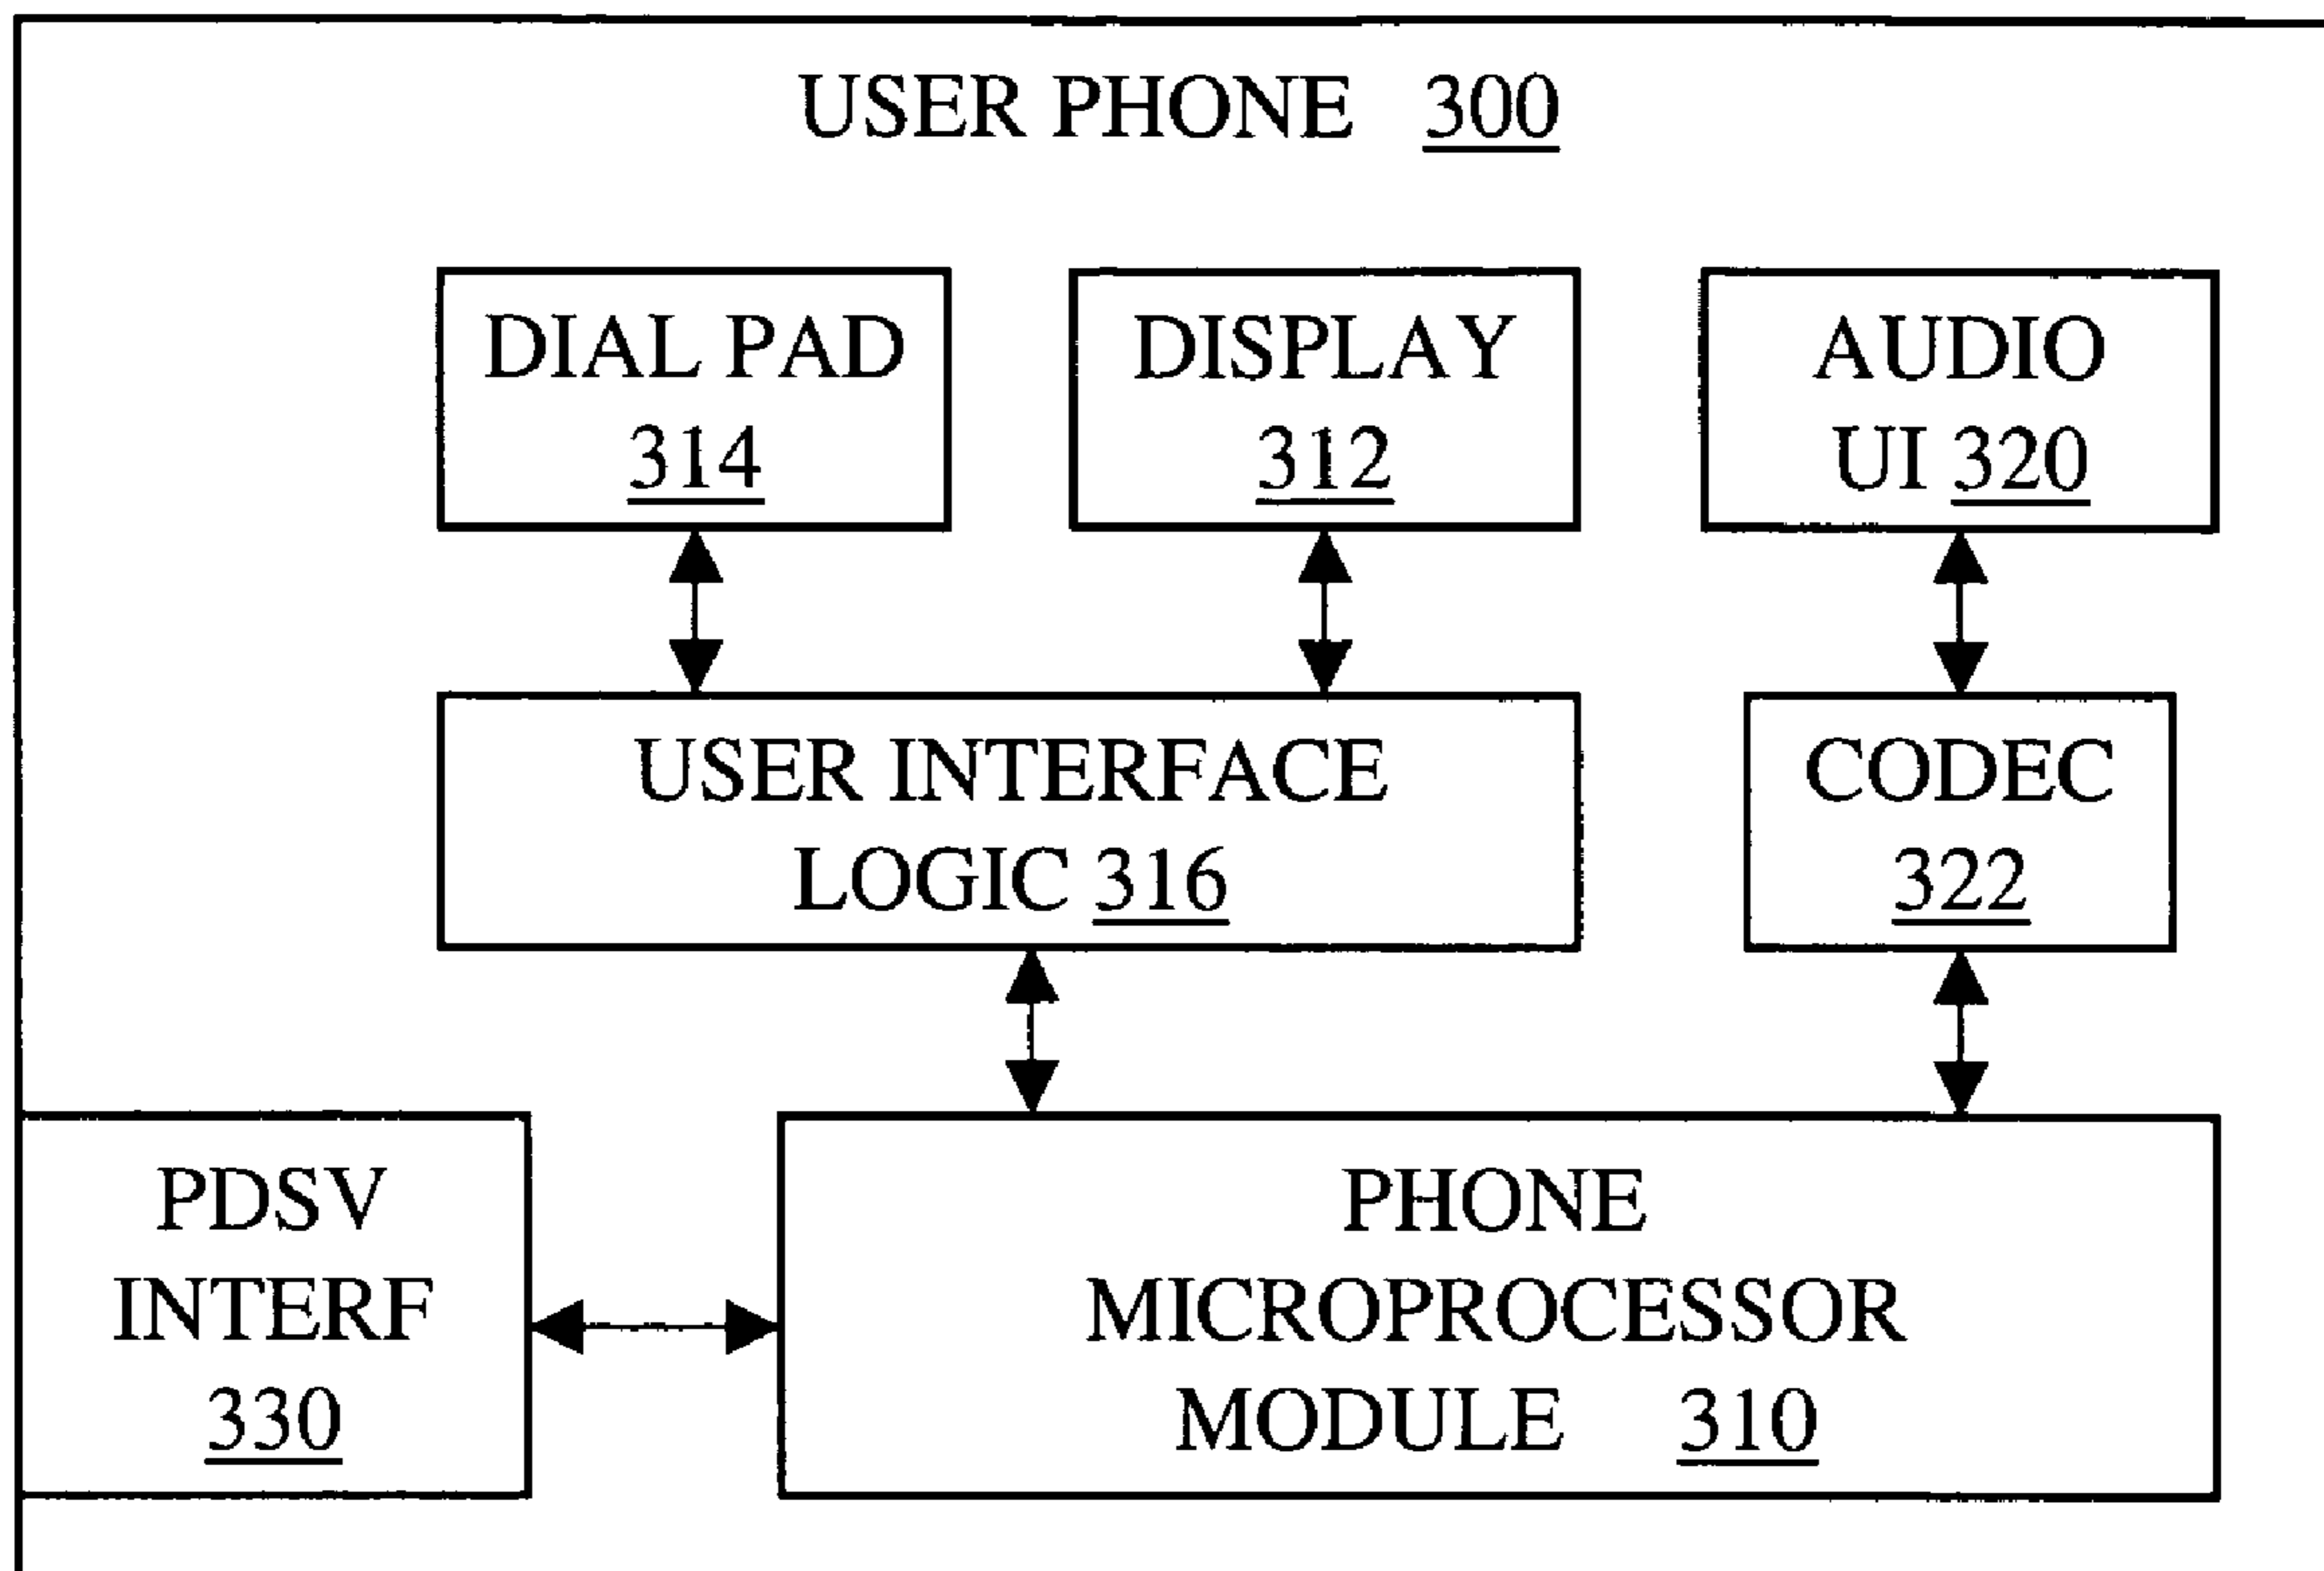 USER PHONE 300
DIAL PAD
314
DISPLAY
312
AUDIO
UI 320
USER INTERFACE
LOGIC 316
CODEC
322
PDSV
INTERF
330
PHONE
MICROPROCESSOR
MODULE 310